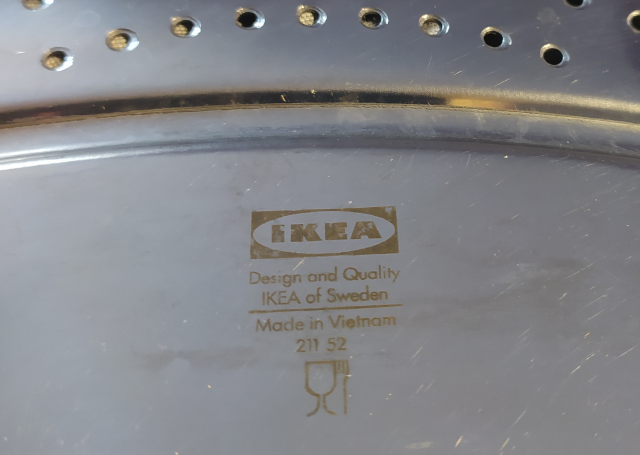 IKEA
Design and Quality
IKEA of Sweden
Made in Vietnam
211 52